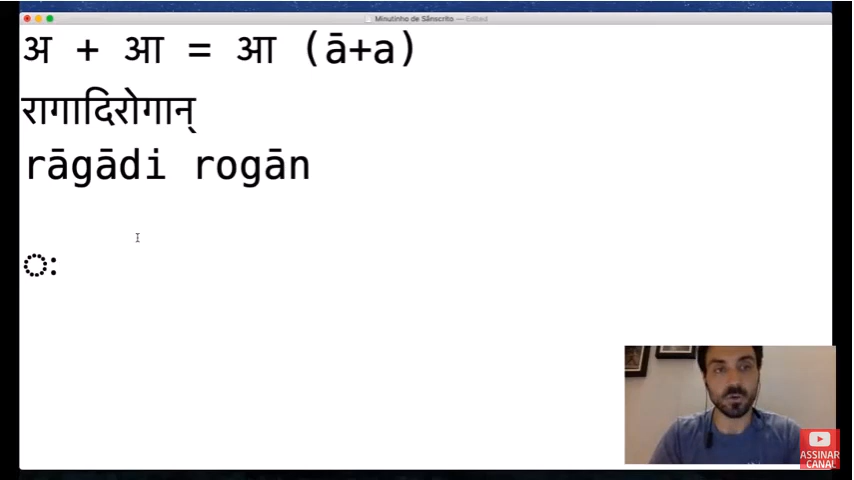 Minutinho de Sânscrito — Edited
अ + आ = आ (ā+a)
रागादिरोगान्
rāgādi rogān
ः
ASSINAR
CANAL